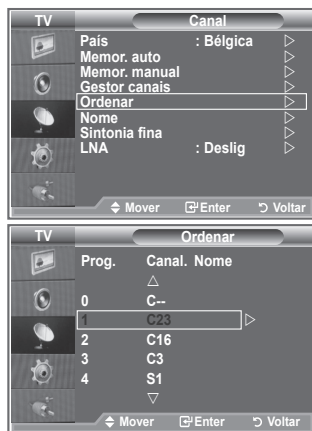 TV Canal
País : Bélgica
Memor. auto
Memor. manual
Gestor canais
Ordenar
Nome
Sintonia fina
LNA : Deslig
Mover Enter Voltar
TV Ordenar
Prog. Canal. Nome
0 C--
1 C23
2 C16
3 C3
4 S1
Mover Enter Voltar